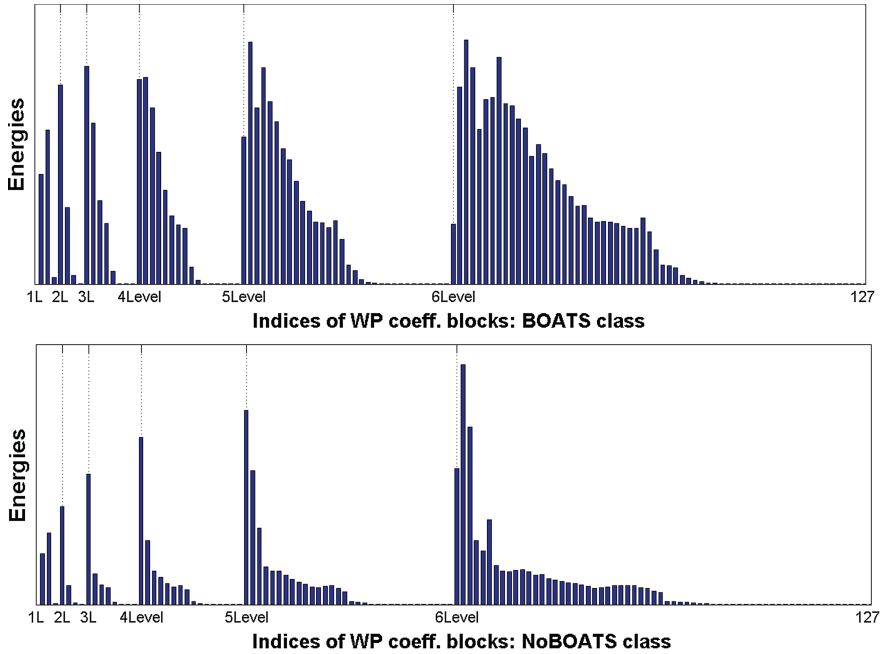 Energies
1L 2L 3L 4Level 5Level 6Level 127
Indices of WP coeff. blocks: BOATS class
Energies
1L 2L 3L 4Level 5Level 6Level 127
Indices of WP coeff. blocks: NoBOATS class